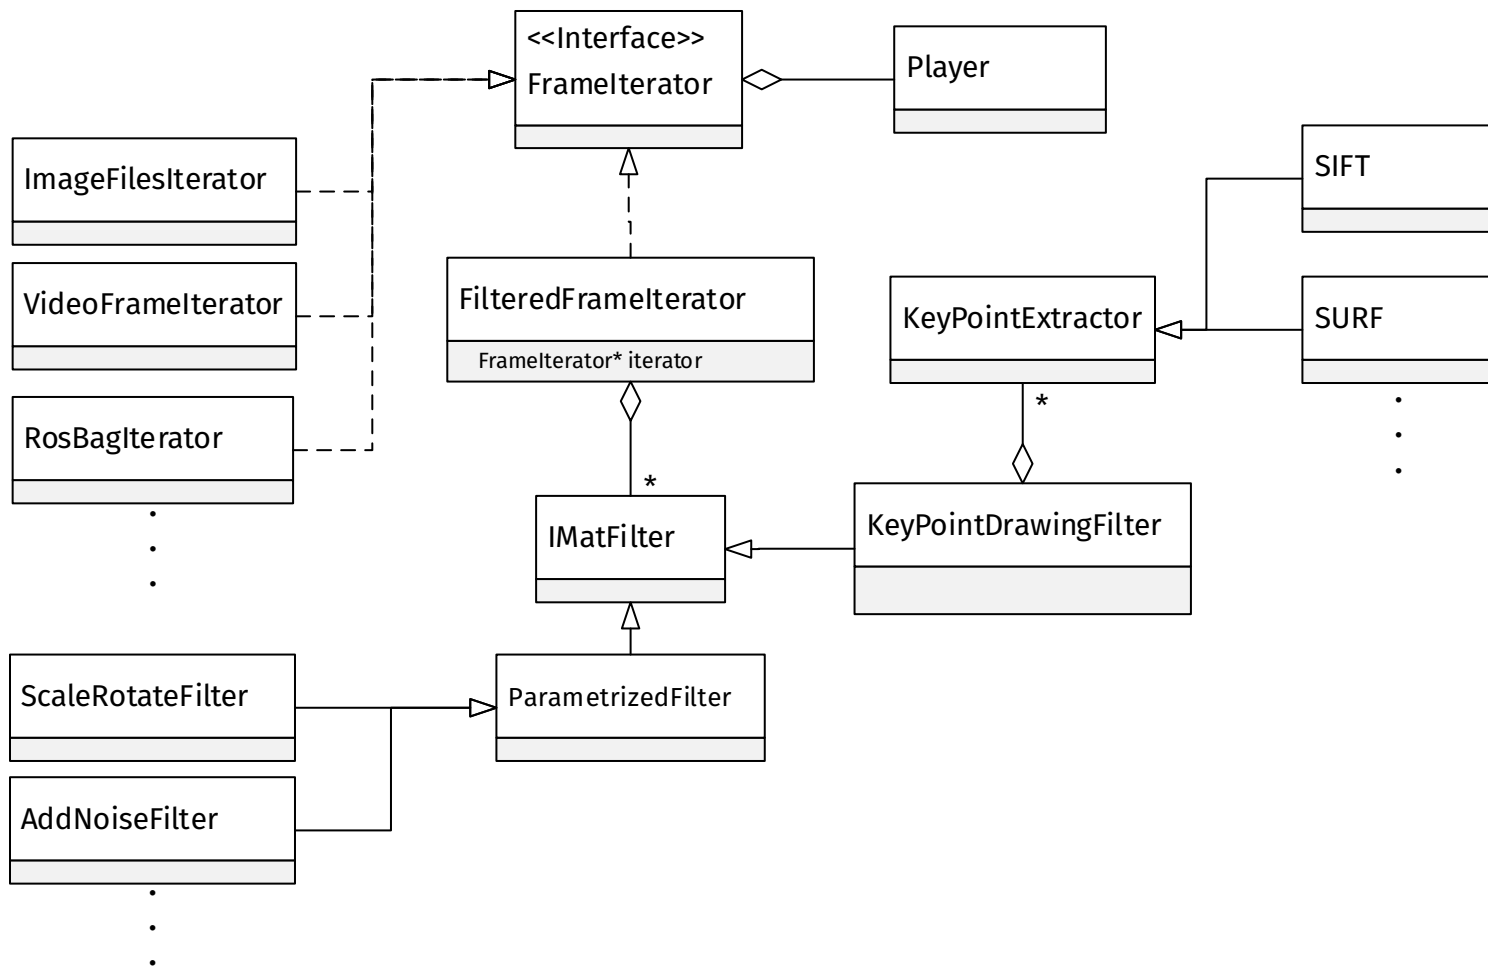 <<Interface>>
FrameIterator
Player
ImageFilesIterator
SIFT
VideoFrameIterator
FilteredFrameIterator
FrameIterator* iterator
KeyPointExtractor
SURF
*
RosBagIterator
*
IMatFilter
KeyPointDrawingFilter
ScaleRotateFilter
ParametrizedFilter
AddNoiseFilter